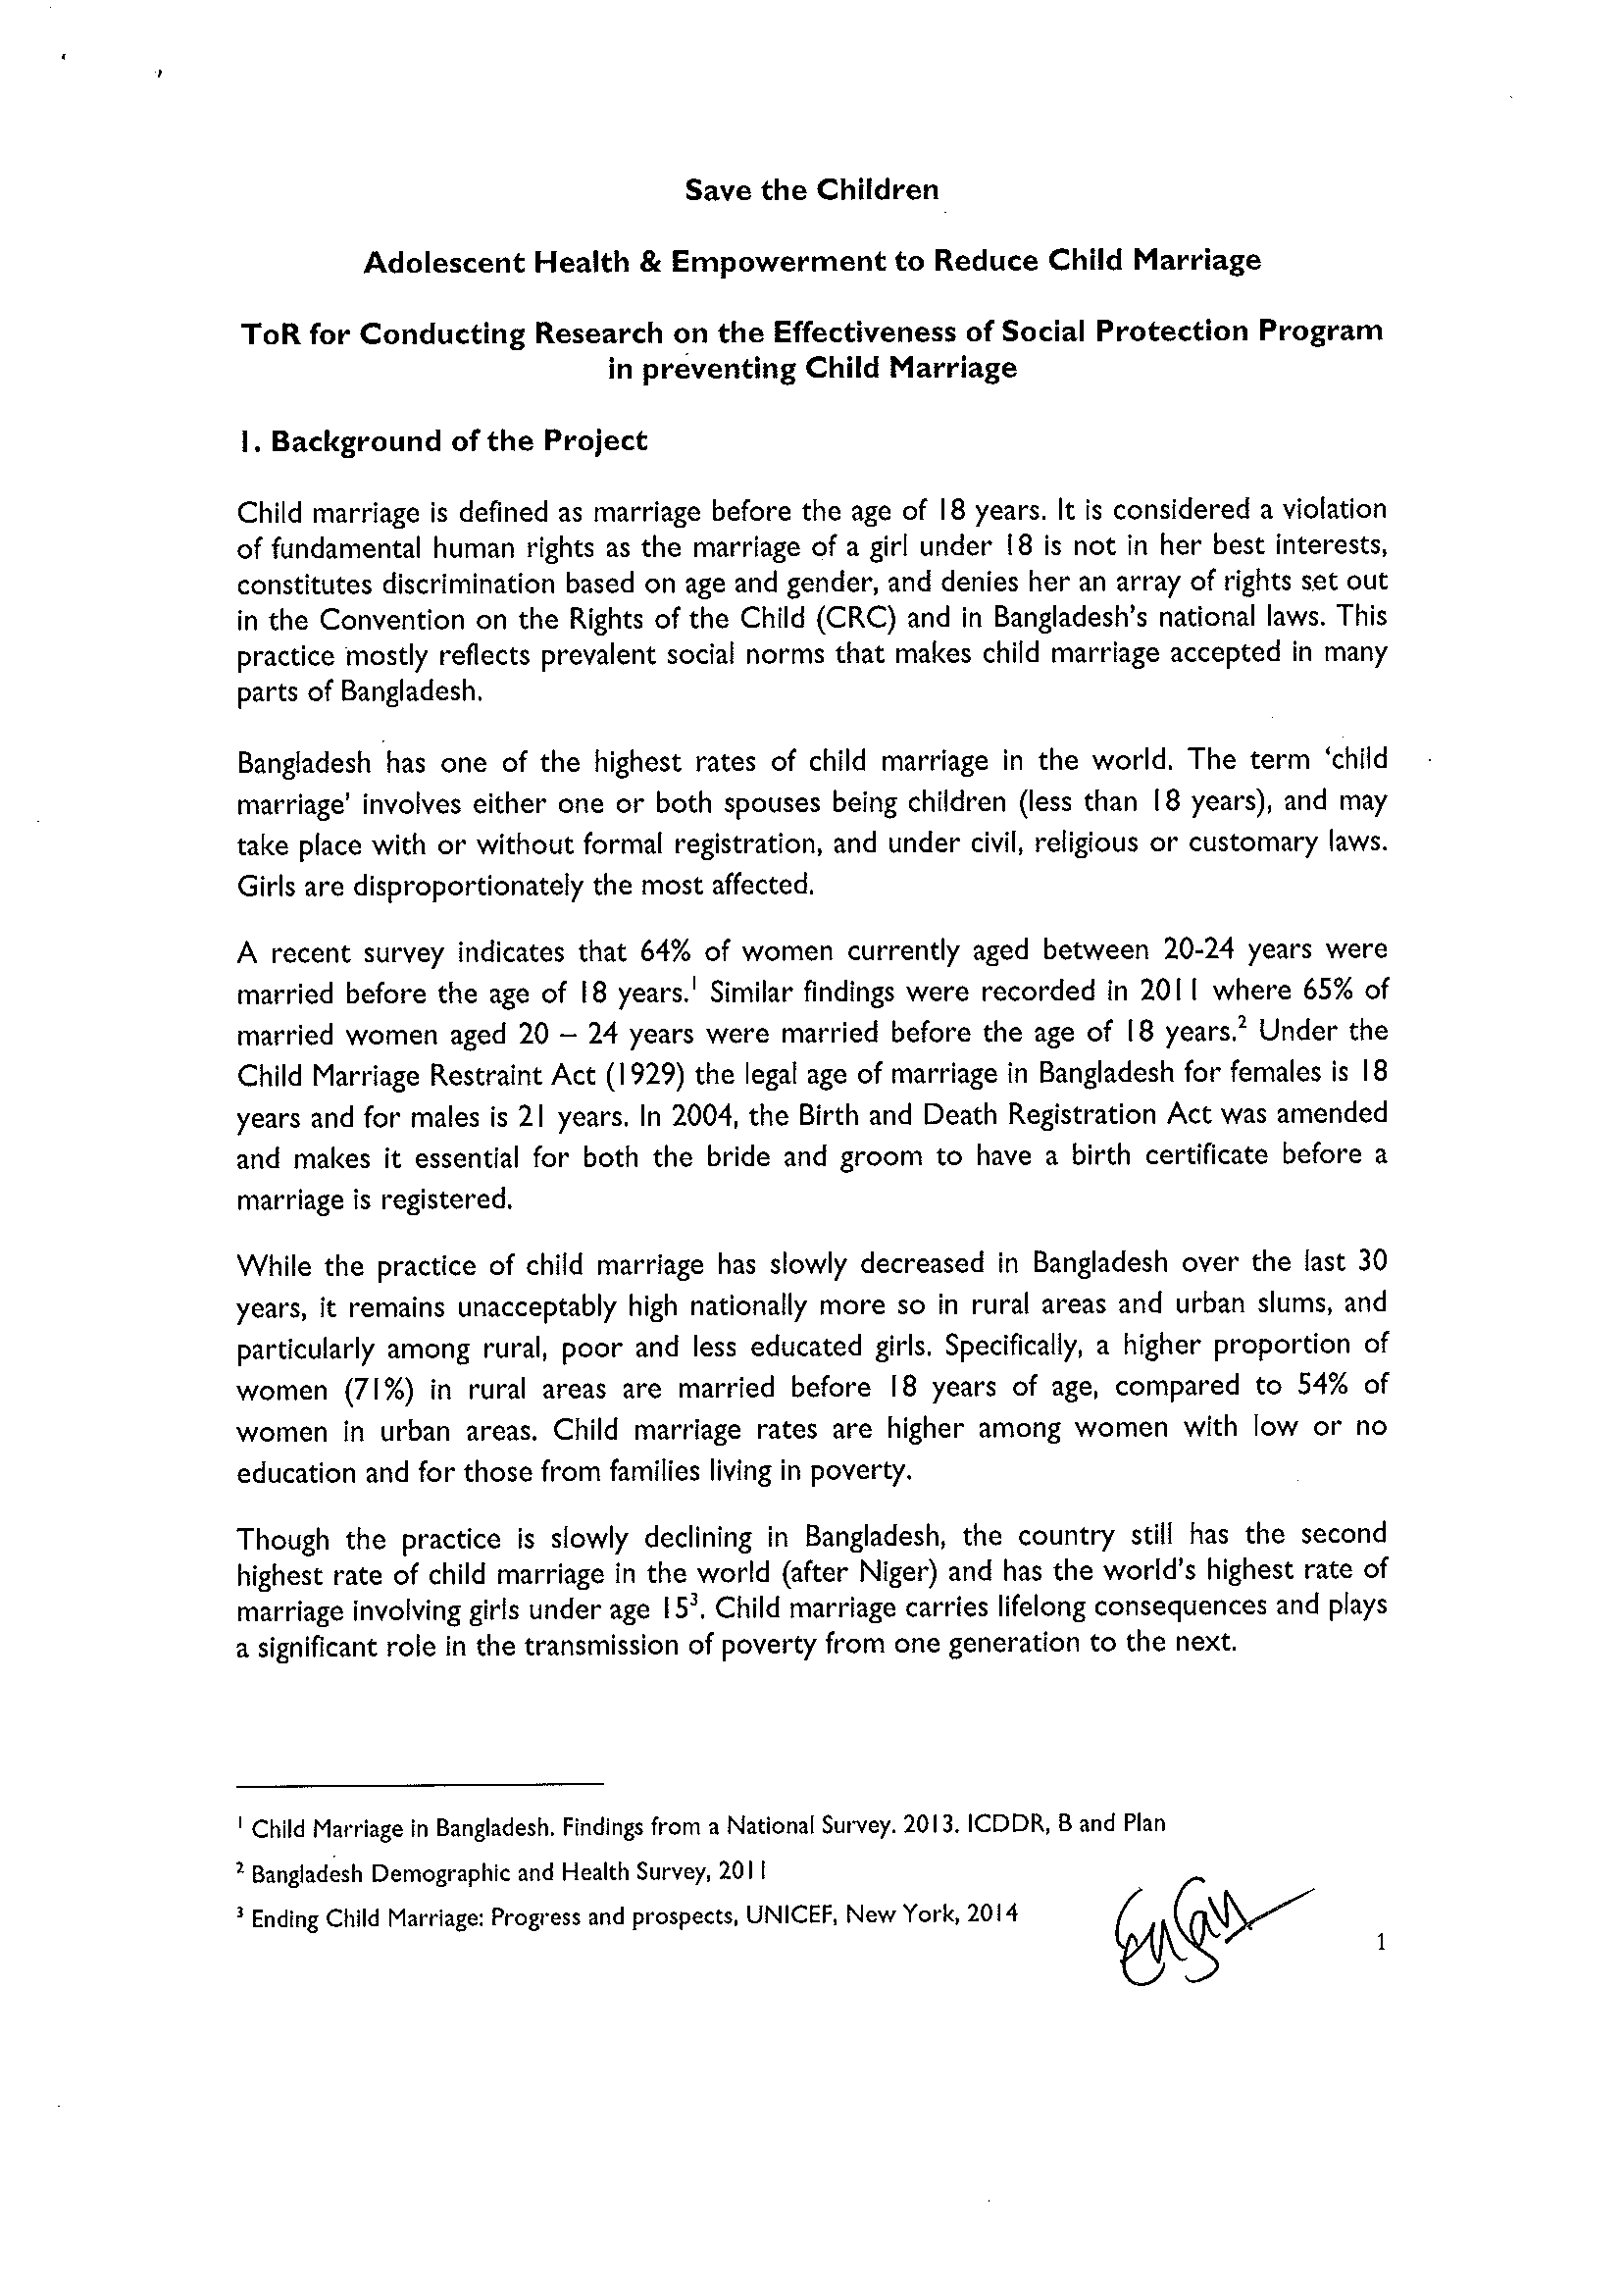 Save the Children
Adolescent Health & Empowerment to Reduce Child Marriage
ToR for Conducting Research on the Effectiveness of Social Protection Program
in preventing Child Marriage
1. Background of the Project
Child marriage is defined as marriage before the age of 18 years. It is considered a violation
of fundamental human rights as the marriage of a girl under 18 is not in her best interests,
constitutes discrimination based on age and gender, and denies her an array of rights set out
in the Convention on the Rights of the Child (CRC) and in Bangladesh's national laws. This
practice mostly reflects prevalent social norms that makes child marriage accepted in many
parts of Bangladesh.
Bangladesh has one of the highest rates of child marriage in the world. The term ‘child
marriage’ involves either one or both spouses being children (less than 18 years), and may
take place with or without formal registration, and under civil, religious or customary laws.
Girls are disproportionately the most affected.
A recent survey indicates that 64% of women currently aged between 20-24 years were
married before the age of 18 years.¹ Similar findings were recorded in 2011 where 65% of
married women aged 20 – 24 years were married before the age of 18 years.² Under the
Child Marriage Restraint Act (1929) the legal age of marriage in Bangladesh for females is 18
years and for males is 21 years. In 2004, the Birth and Death Registration Act was amended
and makes it essential for both the bride and groom to have a birth certificate before a
marriage is registered.
While the practice of child marriage has slowly decreased in Bangladesh over the last 30
years, it remains unacceptably high nationally more so in rural areas and urban slums, and
particularly among rural, poor and less educated girls. Specifically, a higher proportion of
women (71%) in rural areas are married before 18 years of age, compared to 54% of
women in urban areas. Child marriage rates are higher among women with low or no
education and for those from families living in poverty.
Though the practice is slowly declining in Bangladesh, the country still has the second
highest rate of child marriage in the world (after Niger) and has the world's highest rate of
marriage involving girls under age 15³. Child marriage carries lifelong consequences and plays
a significant role in the transmission of poverty from one generation to the next.
¹ Child Marriage in Bangladesh. Findings from a National Survey. 2013. ICDDR, B and Plan
² Bangladesh Demographic and Health Survey, 2011
³ Ending Child Marriage: Progress and prospects, UNICEF, New York, 2014
1